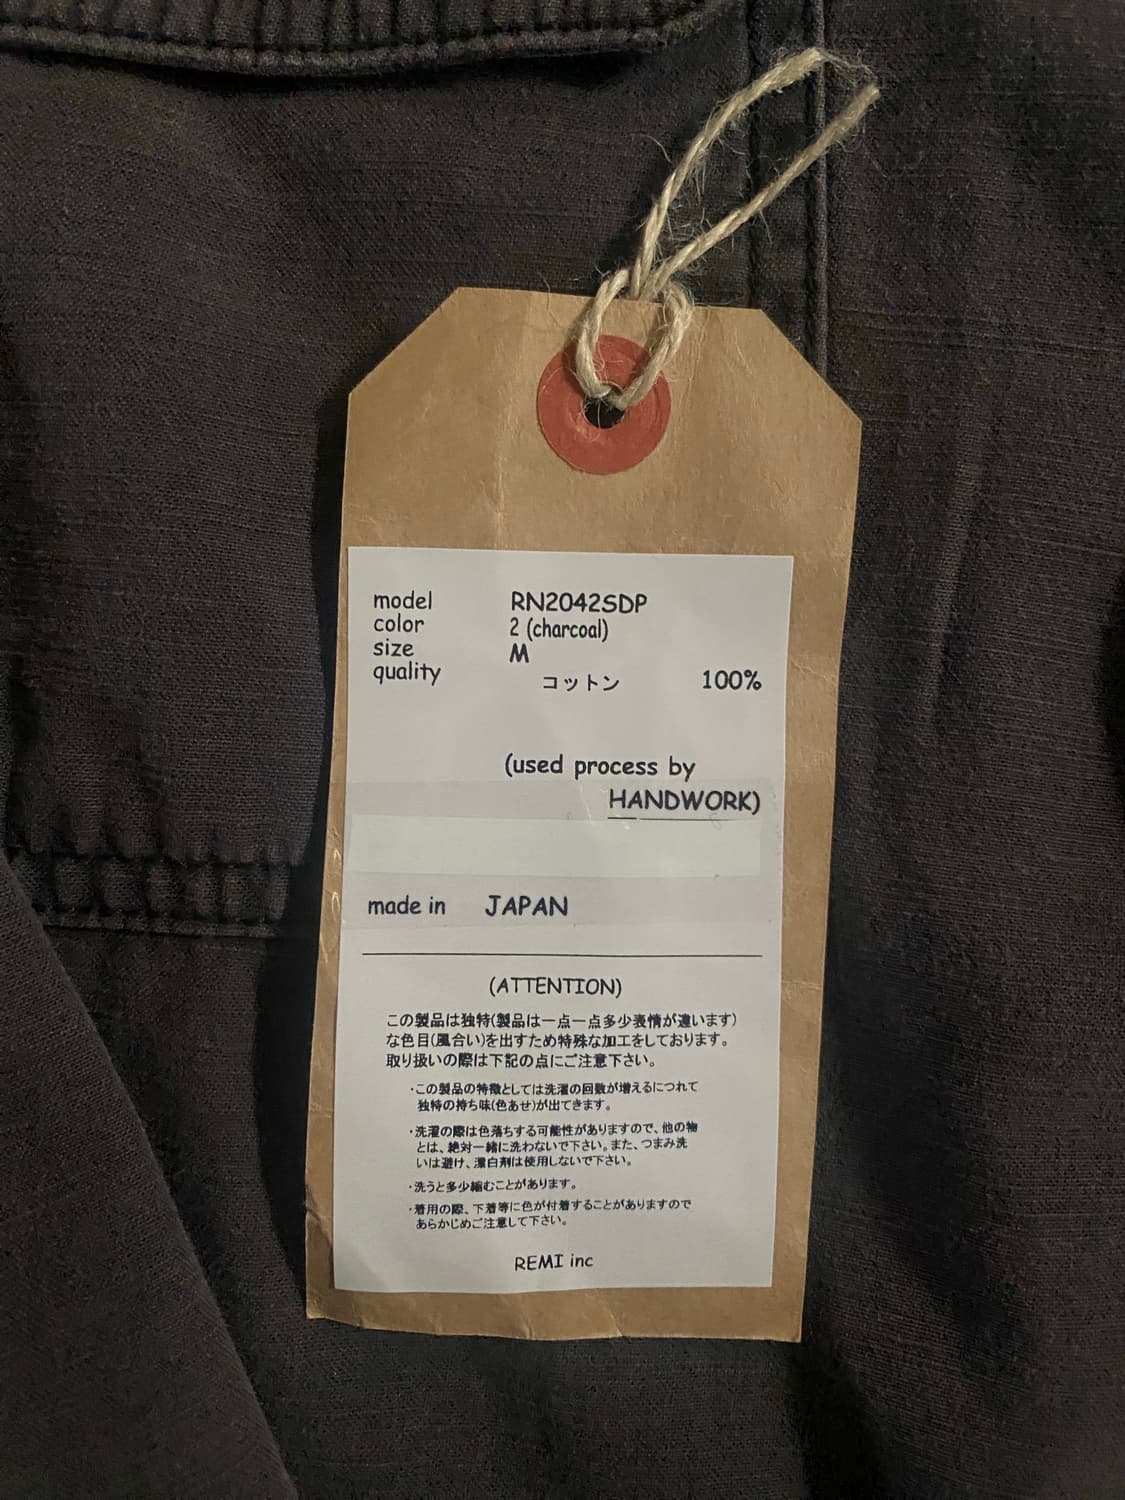 model RN2042SDP
color 2 (charcoal)
size M
quality コットン 100%
(used process by
HANDWORK)
made in JAPAN
(ATTENTION)
この製品は独特(製品は一点一点多少表情が違います)
な色目(風合い)を出すため特殊な加工をしております。
取り扱いの際は下記の点にご注意下さい。
・この製品の特徴としては洗濯の回数が増えるにつれて
独特の持ち味(色あせ)が出てきます。
・洗濯の際は色落ちする可能性がありますので、他の物
とは、絶対一緒に洗わないで下さい。また、つまみ洗
いは避け、漂白剤は使用しないで下さい。
・洗うと多少縮むことがあります。
・着用の際、下着等に色が付着することがありますので
あらかじめご注意して下さい。
REMI inc